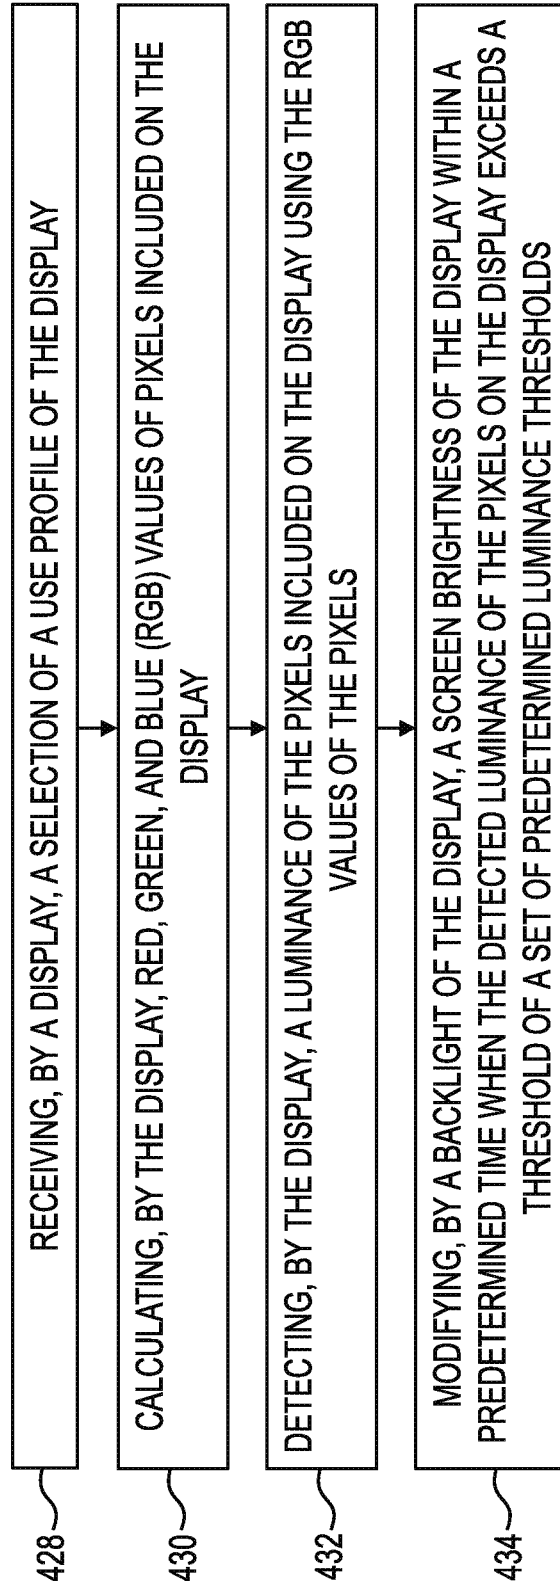 428
RECEIVING, BY A DISPLAY, A SELECTION OF A USE PROFILE OF THE DISPLAY
430
CALCULATING, BY THE DISPLAY, RED, GREEN, AND BLUE (RGB) VALUES OF PIXELS INCLUDED ON THE
DISPLAY
432
DETECTING, BY THE DISPLAY, A LUMINANCE OF THE PIXELS INCLUDED ON THE DISPLAY USING THE RGB
VALUES OF THE PIXELS
434
MODIFYING, BY A BACKLIGHT OF THE DISPLAY, A SCREEN BRIGHTNESS OF THE DISPLAY WITHIN A
PREDETERMINED TIME WHEN THE DETECTED LUMINANCE OF THE PIXELS ON THE DISPLAY EXCEEDS A
THRESHOLD OF A SET OF PREDETERMINED LUMINANCE THRESHOLDS